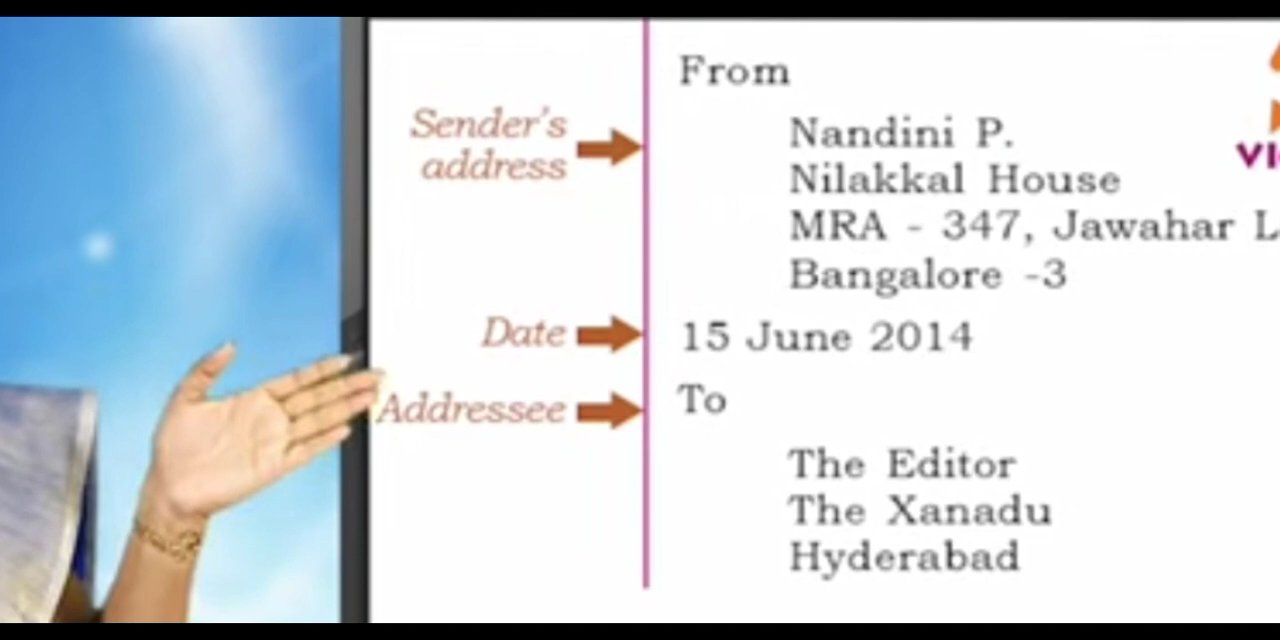 From
Sender's
address
Nandini P.
Nilakkal House
MRA - 347, Jawahar
Bangalore -3
Date
15 June 2014
Addressee
To
The Editor
The Xanadu
Hyderabad